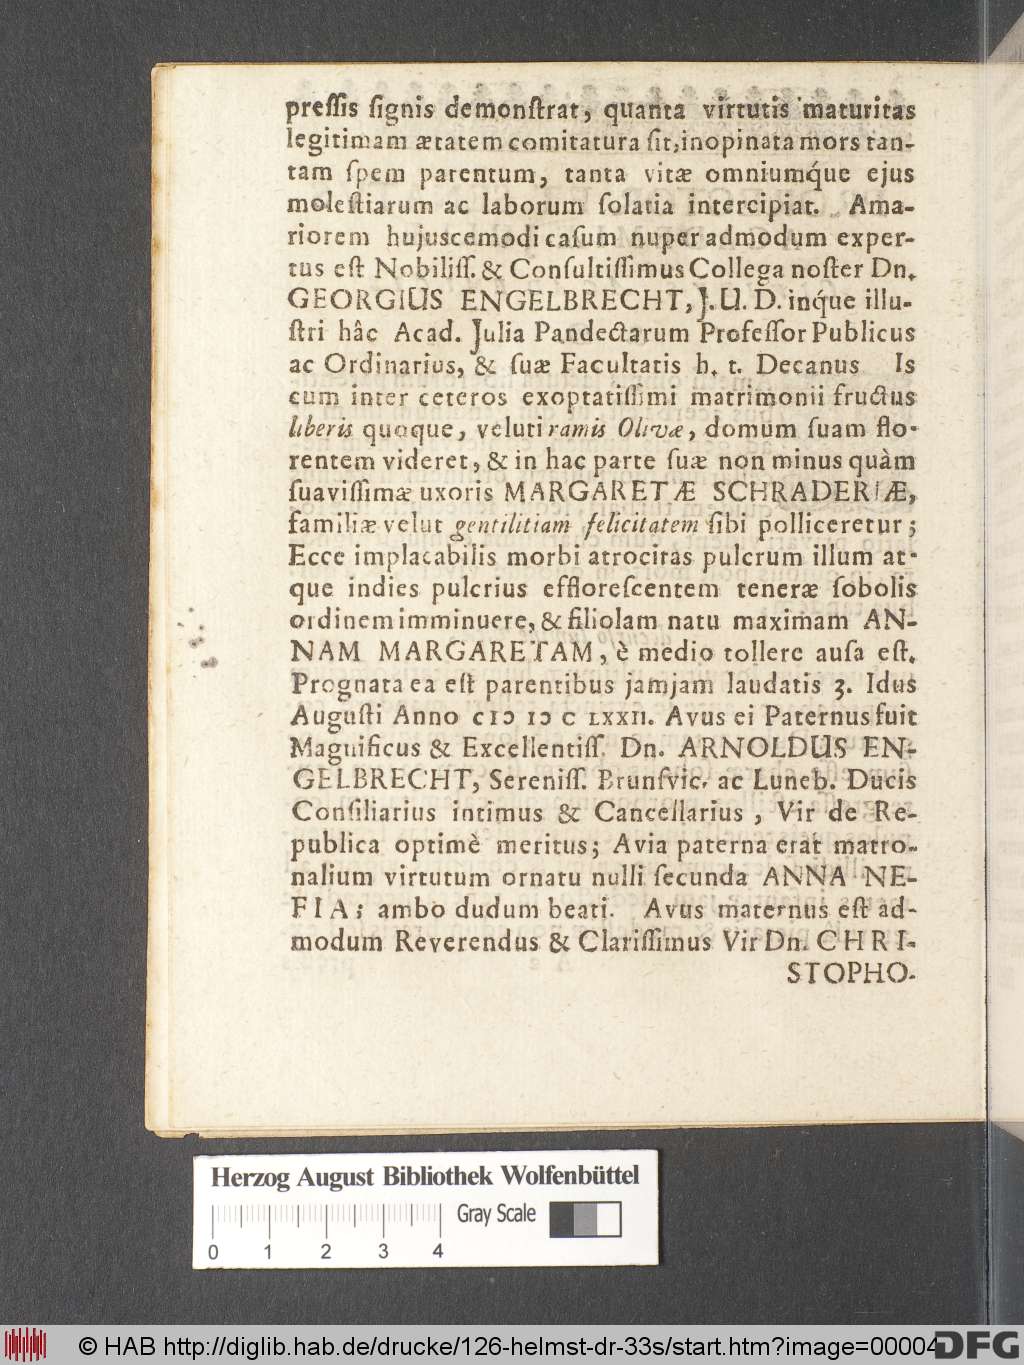 preſſis ſignis demonſtrat, quanta virtutis maturitas
legitimam ætatem comitatura ſit, inopinata mors tan-
tam ſpem parentum, tanta vitæ omniumq́ue ejus
moleſtiarum ac laborum ſolatia intercipiat. Ama-
riorem hujuscemodi caſum nuper admodum exper-
tus eſt Nobiliſſ. & Conſultiſſimus Collega noſter Dn.
GEORGIUS ENGELBRECHT, J. U. D. inq́ue illu-
ſtri hâc Acad. Julia Pandectarum Profeſſor Publicus
ac Ordinarius, & ſuæ Facultatis h. t. Decanus Is
cum inter ceteros exoptatiſſimi matrimonii fructus
liberis quoque, veluti ramis Olivæ, domum ſuam flo-
rentem videret, & in hac parte ſuæ non minus quàm
ſuaviſſimæ uxoris MARGARETÆ SCHRADERIÆ,
familiæ velut gentilitiam felicitatem ſibi polliceretur;
Ecce implacabilis morbi atrocitas pulcrum illum at-
que indies pulcrius effloreſcentem teneræ ſobolis
ordinem imminuere, & filiolam natu maximam AN-
NAM MARGARETAM, è medio tollere auſa eſt.
Prognata ea eſt parentibus jamjam laudatis 3. Idus
Auguſti Anno cIↃ IↃ C LXXII. Avus ei Paternus fuit
Magnificus & Excellentiſſ. Dn. ARNOLDUS EN-
GELBRECHT, Sereniſſ. Brunſvic. ac Luneb. Ducis
Conſiliarius intimus & Cancellarius, Vir de Re-
publica optimè meritus; Avia paterna erat matro-
nalium virtutum ornatu nulli ſecunda ANNA NE-
FIA; ambo dudum beati. Avus maternus eſt ad-
modum Reverendus & Clariſſimus Vir Dn. CHRI-
STOPHO-
Herzog August Bibliothek Wolfenbüttel
Gray Scale
0 1 2 3 4
© HAB http://diglib.hab.de/drucke/126-helmst-dr-33s/start.htm?image=00004
DFG